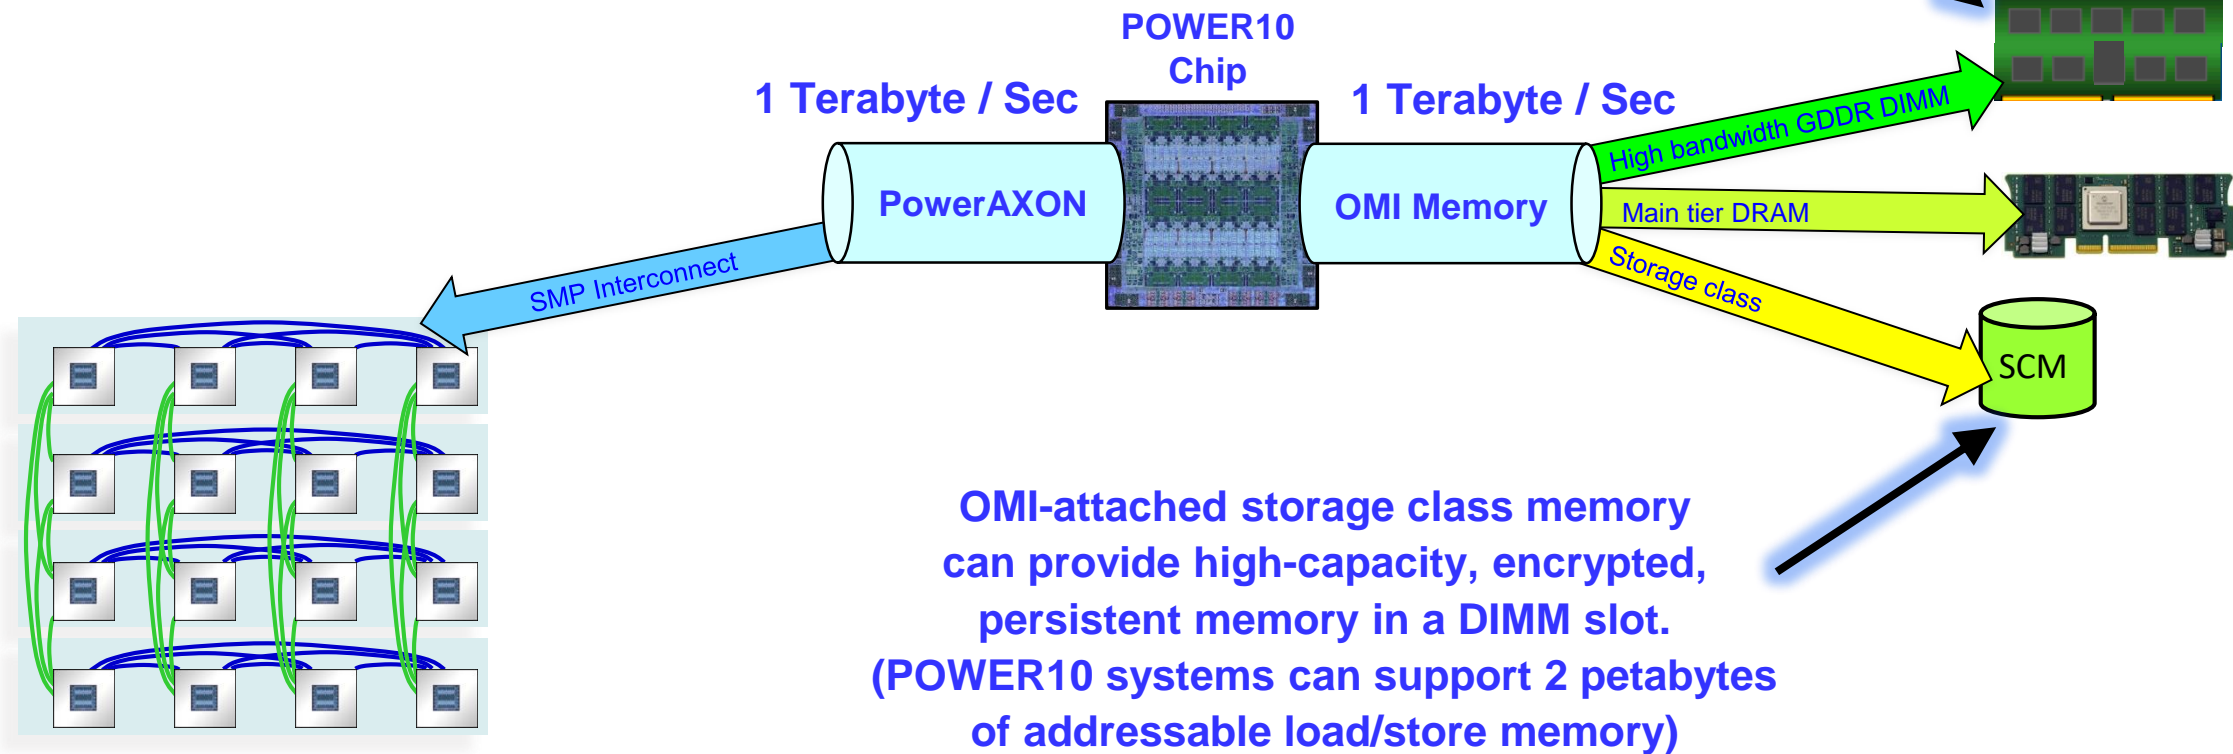 POWER10
Chip
1 Terabyte / Sec
1 Terabyte / Sec
High bandwidth GDDR DIMM
PowerAXON
OMI Memory
Main tier DRAM
SMP Interconnect
Storage class
SCM
OMI-attached storage class memory
can provide high-capacity, encrypted,
persistent memory in a DIMM slot.
(POWER10 systems can support 2 petabytes
of addressable load/store memory)